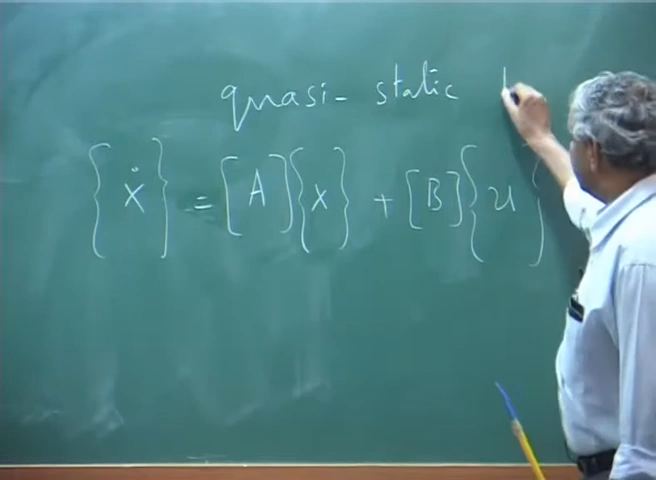 quasi-static
{Ẋ} = [A]{X} + [B]{u}